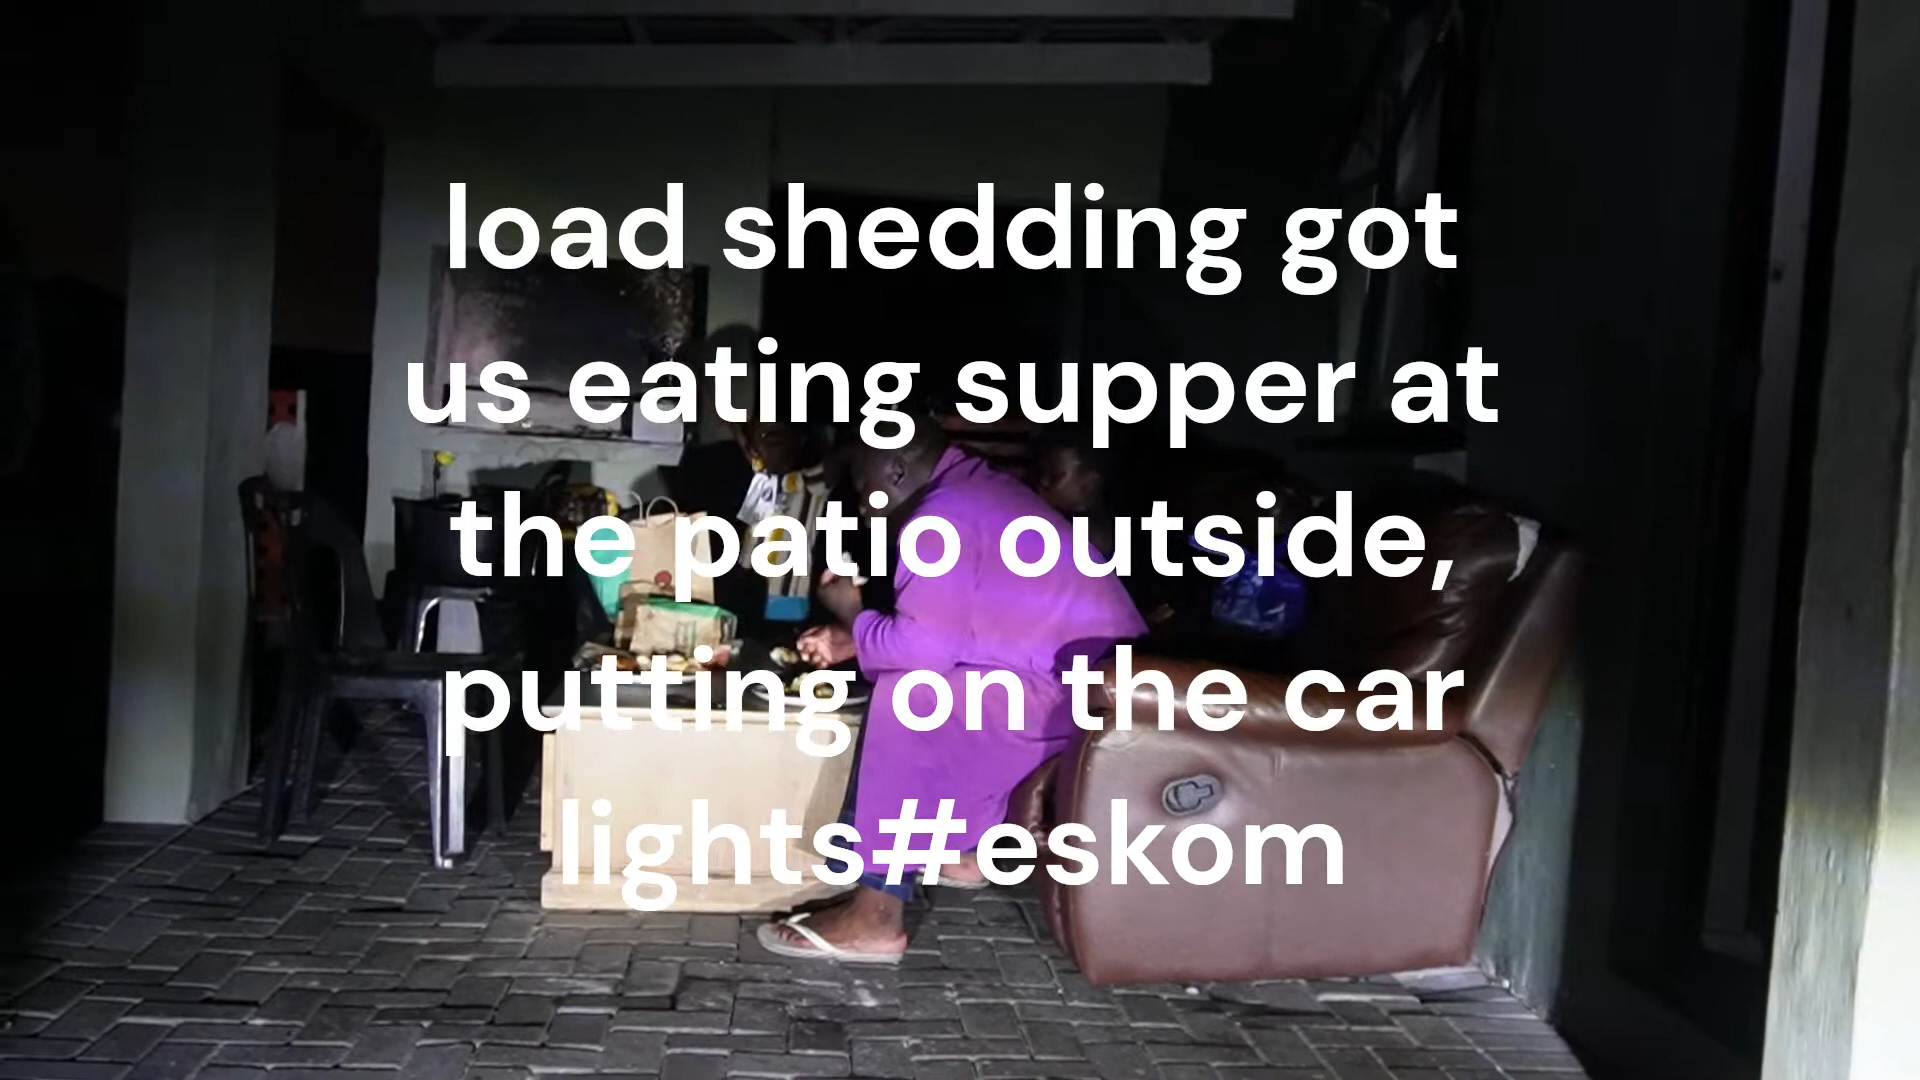 load shedding got
us eating supper at
the patio outside,
putting on the car
lights#eskom